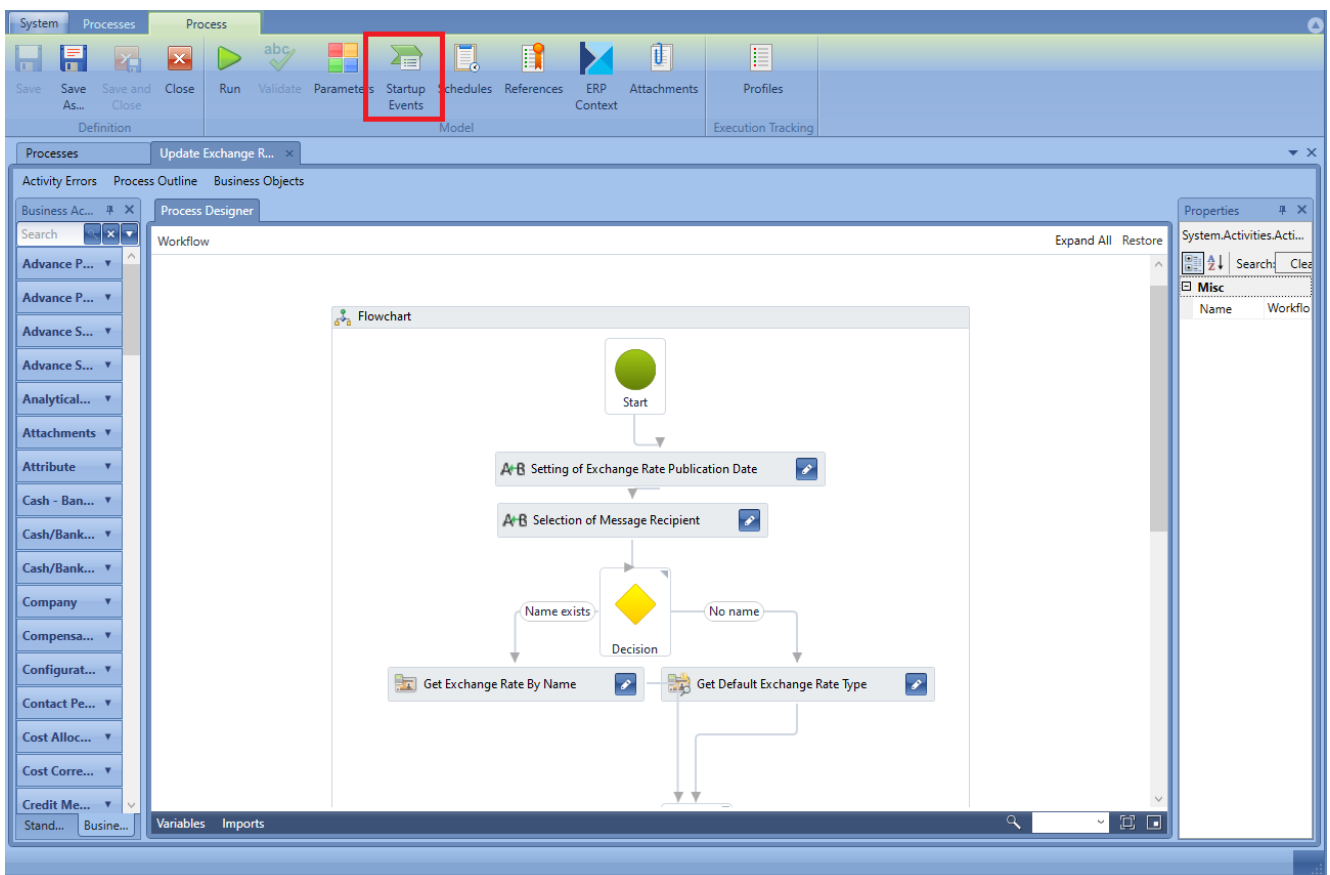 System Processes Process
Save Save As... Save and Close Close Run abc Validate Parameters Startup Events Schedules References ERP Context Attachments Profiles
Definition Model Execution Tracking
Processes Update Exchange R...
Activity Errors Process Outline Business Objects
Business Ac... Process Designer Properties
Search Workflow Expand All Restore System.Activities.Acti...
Search: Clea
Misc
Name Workflo
Advance P...
Advance P...
Advance S...
Advance S...
Analytical...
Attachments
Attribute
Cash - Ban...
Cash/Bank...
Cash/Bank...
Company
Compensa...
Configurat...
Contact Pe...
Cost Alloc...
Cost Corre...
Credit Me...
Stand... Busine...
Flowchart
Start
A+B Setting of Exchange Rate Publication Date
A+B Selection of Message Recipient
Name exists No name
Decision
Get Exchange Rate By Name Get Default Exchange Rate Type
Variables Imports